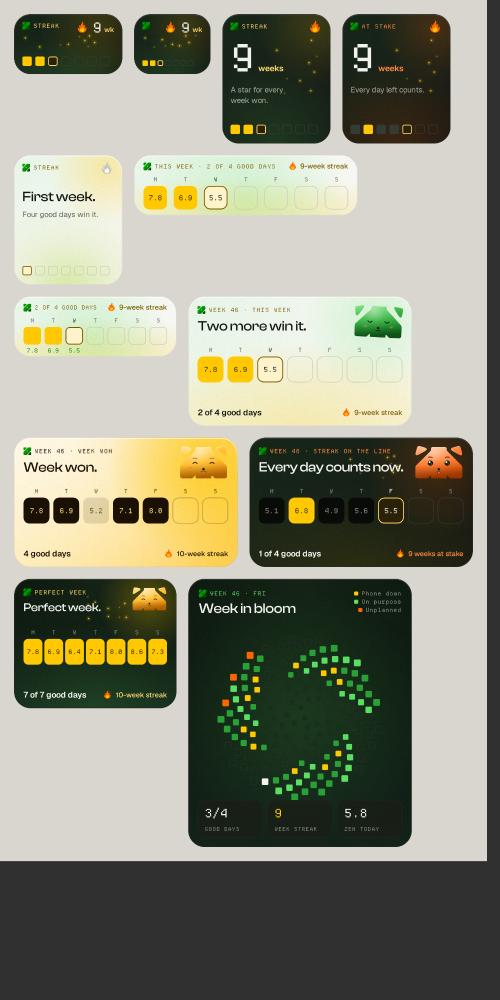 STREAK
9 wk
STREAK
9 wk
STREAK
9 weeks
A star for every
week won.
AT STAKE
9 weeks
Every day left counts.
STREAK
First week.
Four good days win it.
THIS WEEK · 2 OF 4 GOOD DAYS
9-week streak
M T W T F S S
7.8 6.9 5.5
2 OF 4 GOOD DAYS
9-week streak
M T W T F S S
7.8 6.9 5.5
WEEK 46 · THIS WEEK
Two more win it.
M T W T F S S
7.8 6.9 5.5
2 of 4 good days
9-week streak
WEEK 46 · WEEK WON
Week won.
M T W T F S S
7.8 6.9 5.2 7.1 8.0
4 good days
10-week streak
WEEK 46 · STREAK ON THE LINE
Every day counts now.
M T W T F S S
5.1 6.8 4.9 5.6 5.5
1 of 4 good days
9 weeks at stake
PERFECT WEEK
Perfect week.
M T W T F S S
7.8 6.9 6.4 7.1 8.0 8.6 7.3
7 of 7 good days
10-week streak
WEEK 46 · FRI
Week in bloom
Phone down
On purpose
Unplanned
3/4
GOOD DAYS
9
WEEK STREAK
5.8
ZEN TODAY